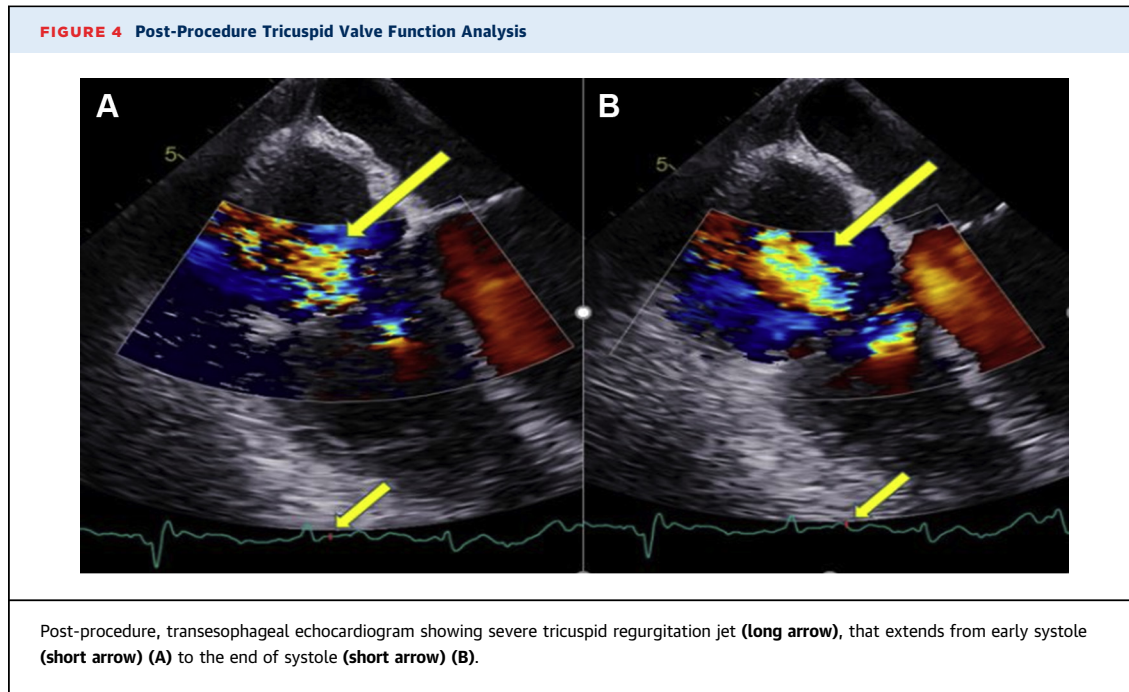 FIGURE 4 Post-Procedure Tricuspid Valve Function Analysis
A
B
5
5
Post-procedure, transesophageal echocardiogram showing severe tricuspid regurgitation jet (long arrow), that extends from early systole
(short arrow) (A) to the end of systole (short arrow) (B).